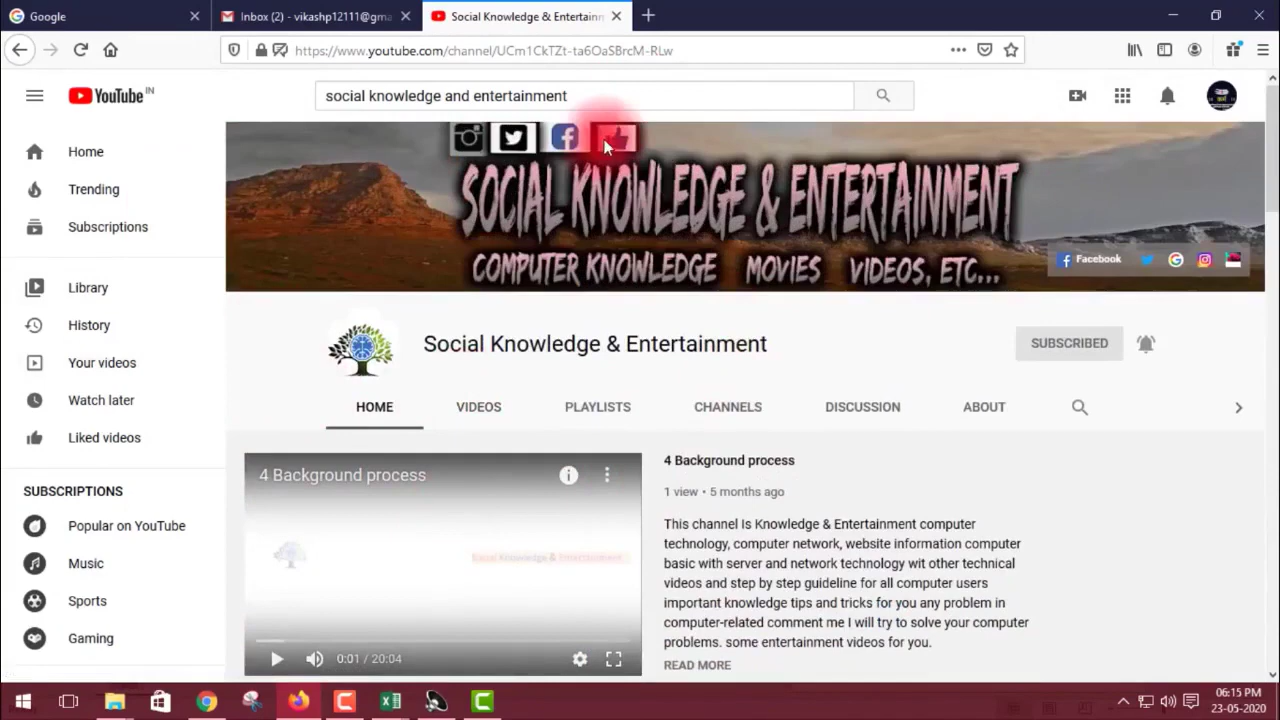 Google
Inbox (2) - vikashp12111@gma
Social Knowledge & Entertainm
https://www.youtube.com/channel/UCm1CkTZt-ta6OaSBrcM-RLw
YouTube IN
social knowledge and entertainment
Home
Trending
Subscriptions
Library
History
Your videos
Watch later
Liked videos
SUBSCRIPTIONS
Popular on YouTube
Music
Sports
Gaming
SOCIAL KNOWLEDGE & ENTERTAINMENT
COMPUTER KNOWLEDGE MOVIES VIDEOS, ETC...
Facebook
Social Knowledge & Entertainment
SUBSCRIBED
HOME VIDEOS PLAYLISTS CHANNELS DISCUSSION ABOUT
4 Background process
Social Knowledge & Entertainment
0:01 / 20:04
4 Background process
1 view • 5 months ago
This channel Is Knowledge & Entertainment computer
technology, computer network, website information computer
basic with server and network technology wit other technical
videos and step by step guideline for all computer users
important knowledge tips and tricks for you any problem in
computer-related comment me I will try to solve your computer
problems. some entertainment videos for you.
READ MORE
06:15 PM
23-05-2020